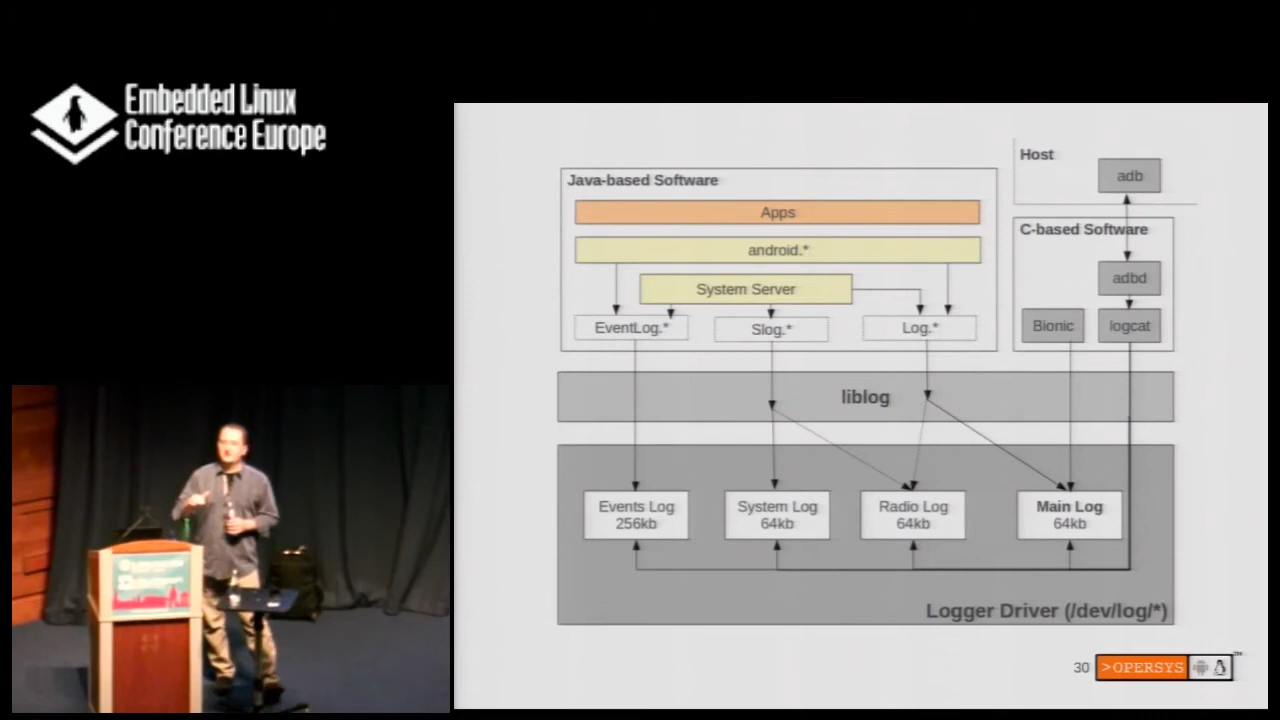 Embedded Linux
Conference Europe
Host
adb
Java-based Software
Apps
android.*
System Server
EventLog.*
Slog.*
Log.*
C-based Software
adbd
Bionic
logcat
liblog
Events Log
256kb
System Log
64kb
Radio Log
64kb
Main Log
64kb
Logger Driver (/dev/log/*)
30
>OPERSYS
TM